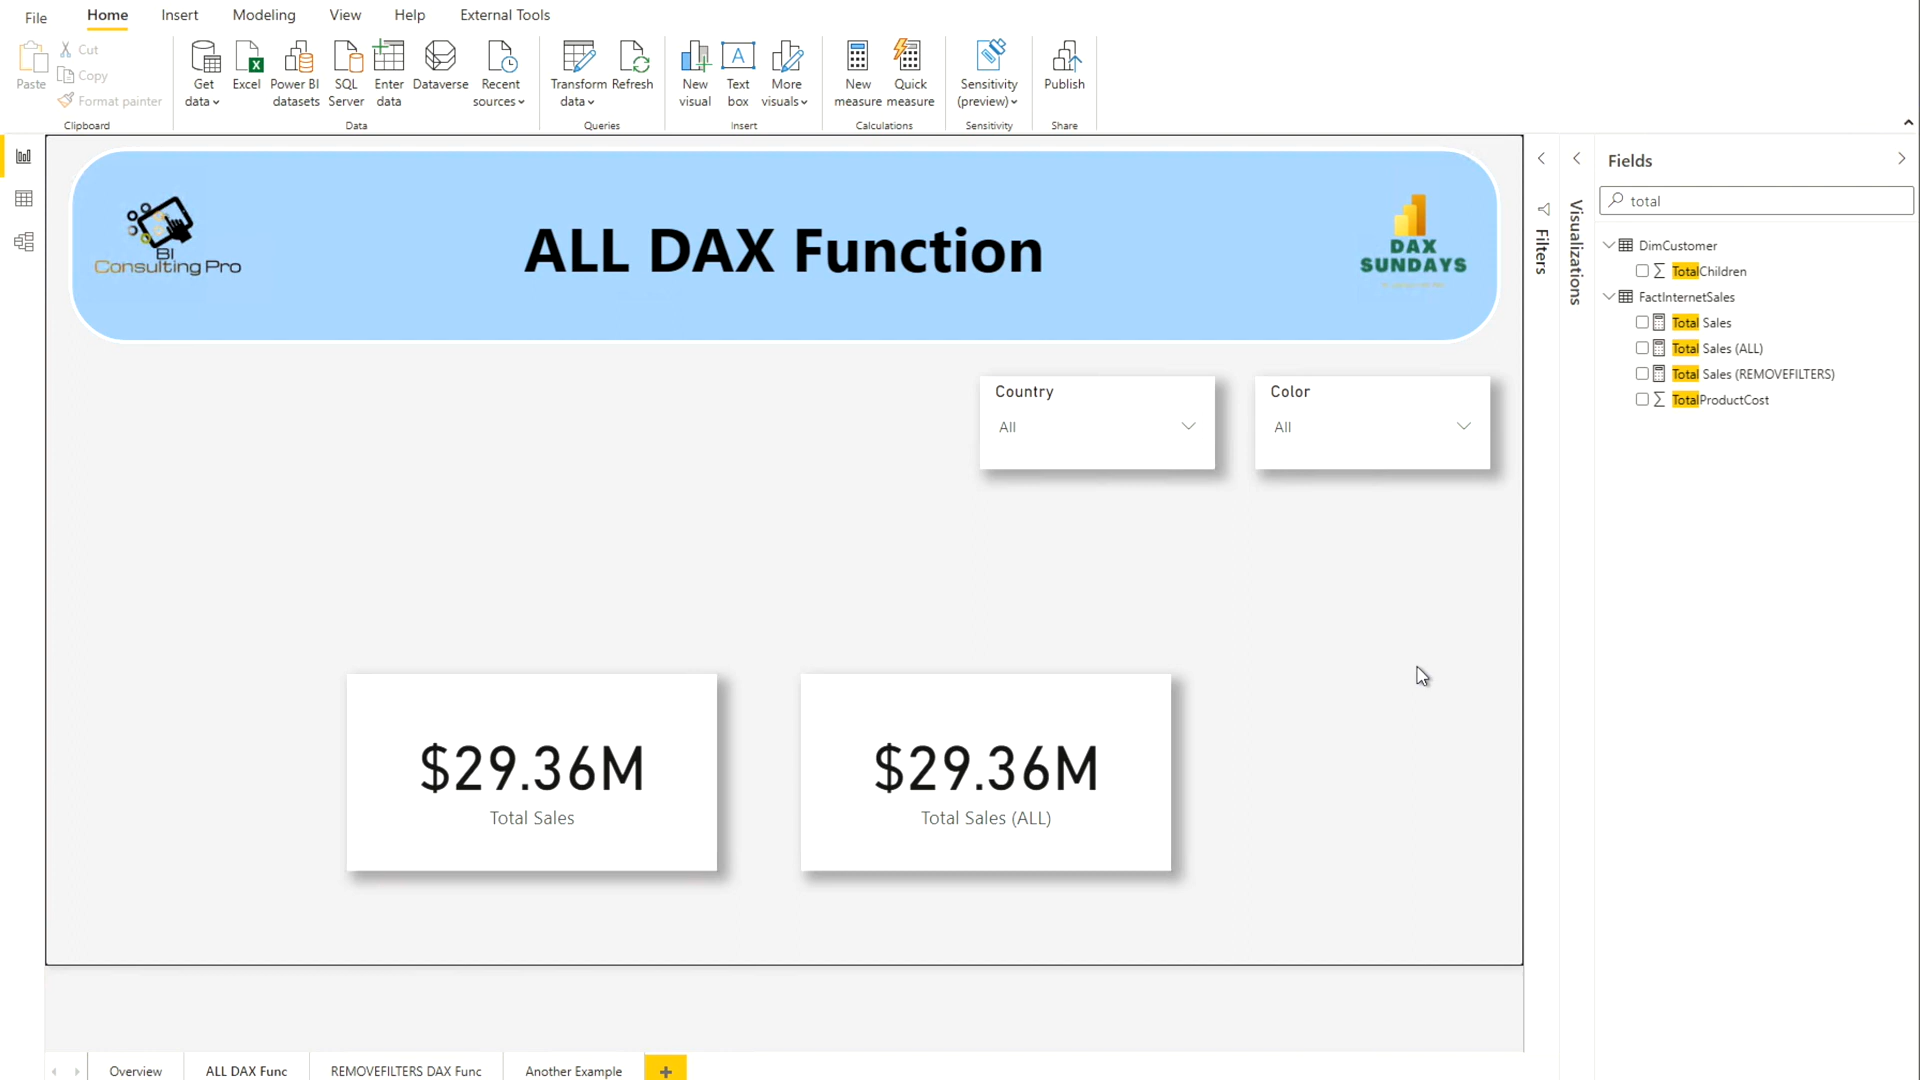 File Home Insert Modeling View Help External Tools
Paste Cut Copy Format painter
Get data Excel Power BI datasets SQL Server Enter data Dataverse Recent sources Transform data Refresh New visual Text box More visuals New measure Quick measure Sensitivity (preview) Publish
Clipboard Data Queries Insert Calculations Sensitivity Share
BI
Consulting Pro
ALL DAX Function
DAX
SUNDAYS
Country
All
Color
All
$29.36M
Total Sales
$29.36M
Total Sales (ALL)
Filters
Visualizations
Fields
total
DimCustomer
TotalChildren
FactInternetSales
Total Sales
Total Sales (ALL)
Total Sales (REMOVEFILTERS)
TotalProductCost
Overview ALL DAX Func REMOVEFILTERS DAX Func Another Example +